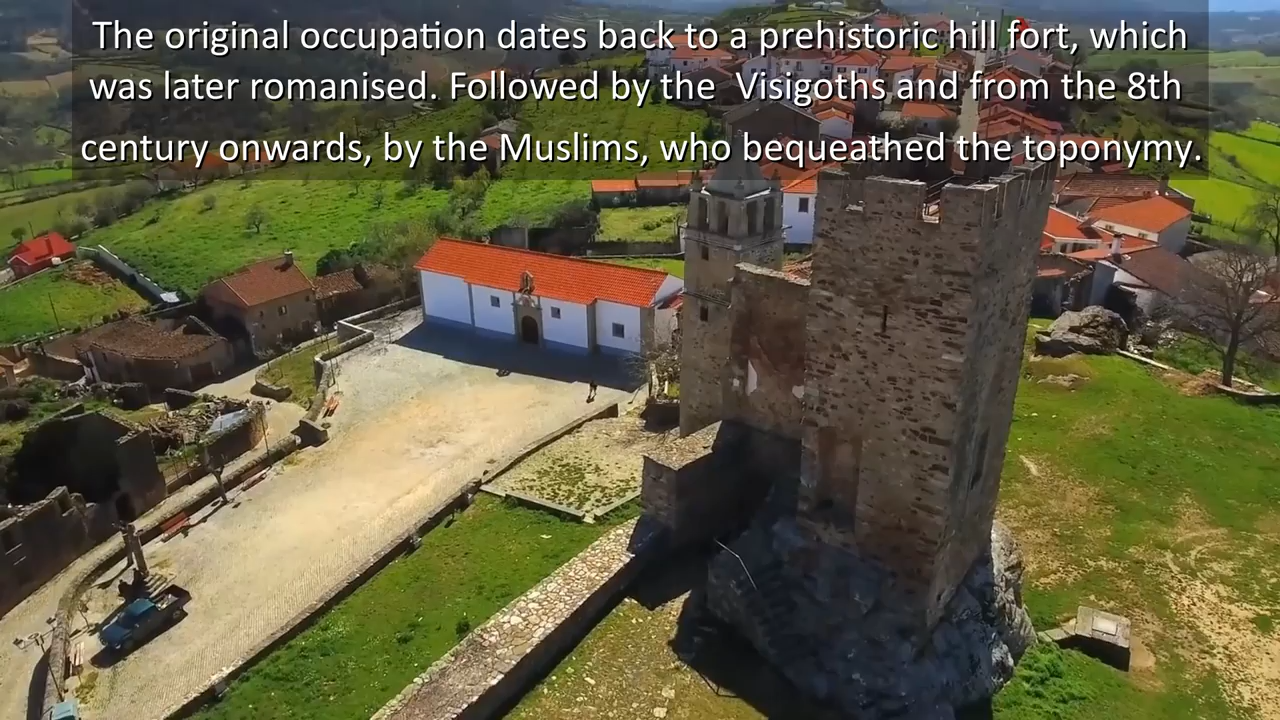 The original occupation dates back to a prehistoric hill fort, which
was later romanised. Followed by the  Visigoths and from the 8th
century onwards, by the Muslims, who bequeathed the toponymy.